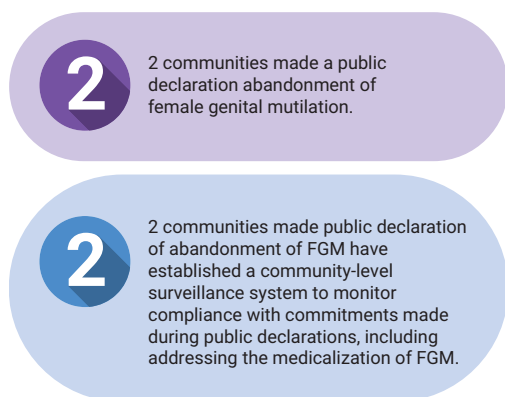 2
2 communities made a public
declaration abandonment of
female genital mutilation.
2
2 communities made public declaration
of abandonment of FGM have
established a community-level
surveillance system to monitor
compliance with commitments made
during public declarations, including
addressing the medicalization of FGM.